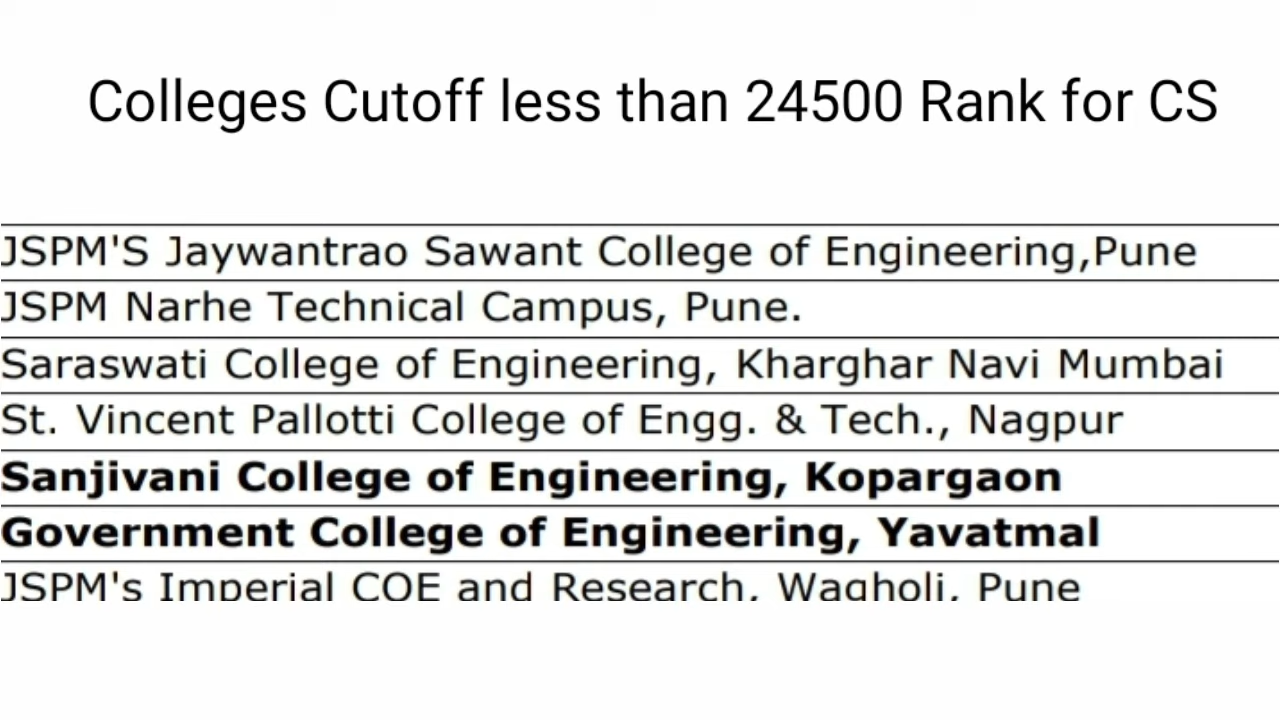 Colleges Cutoff less than 24500 Rank for CS
JSPM'S Jaywantrao Sawant College of Engineering,Pune
JSPM Narhe Technical Campus, Pune.
Saraswati College of Engineering, Kharghar Navi Mumbai
St. Vincent Pallotti College of Engg. & Tech., Nagpur
Sanjivani College of Engineering, Kopargaon
Government College of Engineering, Yavatmal
JSPM's Imperial COE and Research, Wagholi, Pune